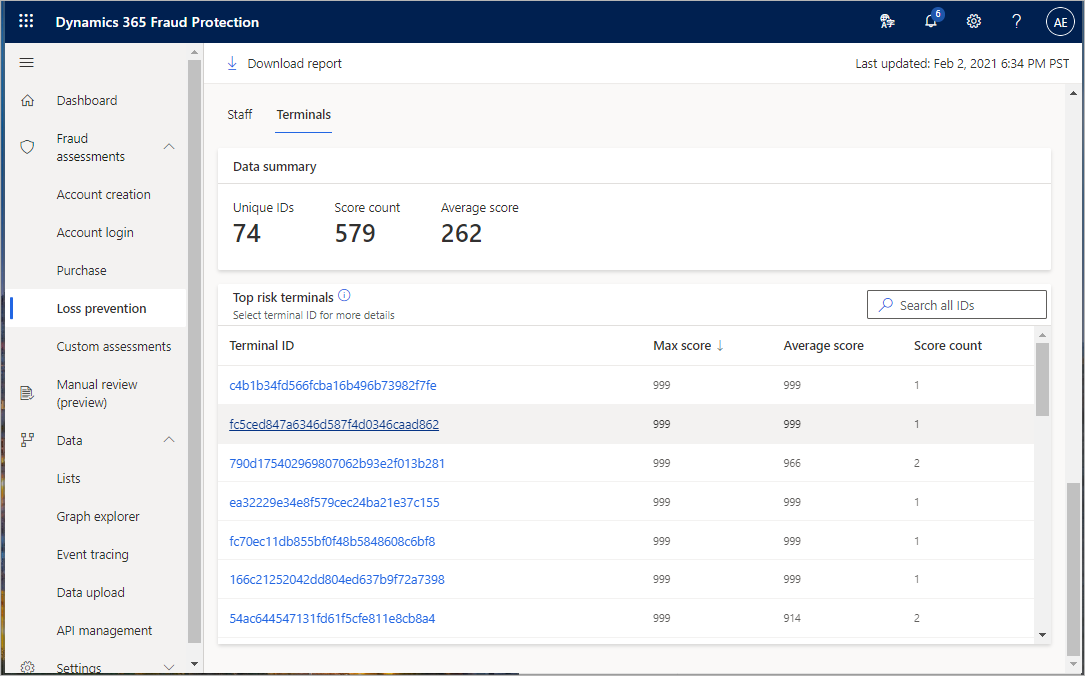 Dynamics 365 Fraud Protection
6
?
AE
Download report
Last updated: Feb 2, 2021 6:34 PM PST
Dashboard
Fraud
assessments
Account creation
Account login
Purchase
Loss prevention
Custom assessments
Manual review
(preview)
Data
Lists
Graph explorer
Event tracing
Data upload
API management
Settings
Staff
Terminals
Data summary
Unique IDs
Score count
Average score
74
579
262
Top risk terminals
Select terminal ID for more details
Search all IDs
Terminal ID Max score ↓ Average score Score count
c4b1b34fd566fcba16b496b73982f7fe 999 999 1
fc5ced847a6346d587f4d0346caad862 999 999 1
790d175402969807062b93e2f013b281 999 966 2
ea32229e34e8f579cec24ba21e37c155 999 999 1
fc70ec11db855bf0f48b5848608c6bf8 999 999 1
166c21252042dd804ed637b9f72a7398 999 999 1
54ac644547131fd61f5cfe811e8cb8a4 999 914 2